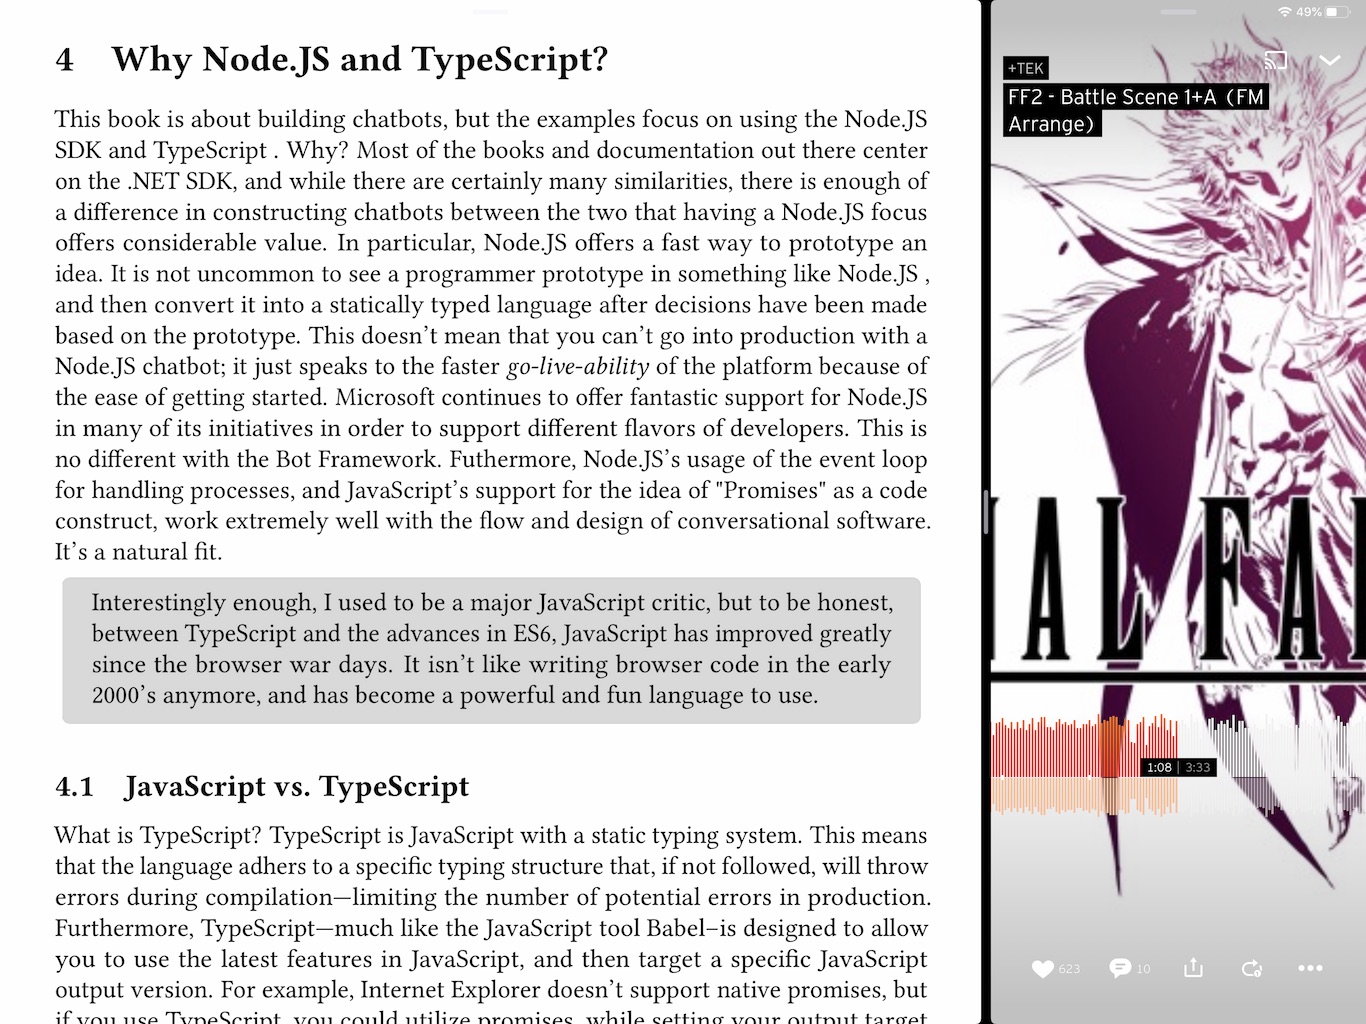 4 Why Node.JS and TypeScript?
This book is about building chatbots, but the examples focus on using the Node.JS
SDK and TypeScript . Why? Most of the books and documentation out there center
on the .NET SDK, and while there are certainly many similarities, there is enough of
a difference in constructing chatbots between the two that having a Node.JS focus
offers considerable value. In particular, Node.JS offers a fast way to prototype an
idea. It is not uncommon to see a programmer prototype in something like Node.JS ,
and then convert it into a statically typed language after decisions have been made
based on the prototype. This doesn’t mean that you can’t go into production with a
Node.JS chatbot; it just speaks to the faster go-live-ability of the platform because of
the ease of getting started. Microsoft continues to offer fantastic support for Node.JS
in many of its initiatives in order to support different flavors of developers. This is
no different with the Bot Framework. Futhermore, Node.JS’s usage of the event loop
for handling processes, and JavaScript’s support for the idea of "Promises" as a code
construct, work extremely well with the flow and design of conversational software.
It’s a natural fit.
Interestingly enough, I used to be a major JavaScript critic, but to be honest,
between TypeScript and the advances in ES6, JavaScript has improved greatly
since the browser war days. It isn’t like writing browser code in the early
2000’s anymore, and has become a powerful and fun language to use.
4.1 JavaScript vs. TypeScript
What is TypeScript? TypeScript is JavaScript with a static typing system. This means
that the language adhers to a specific typing structure that, if not followed, will throw
errors during compilation—limiting the number of potential errors in production.
Furthermore, TypeScript—much like the JavaScript tool Babel–is designed to allow
you to use the latest features in JavaScript, and then target a specific JavaScript
output version. For example, Internet Explorer doesn’t support native promises, but
if you use TypeScript, you could utilize promises, while setting your output target
49%
+TEK
FF2 - Battle Scene 1+A (FM
Arrange)
NAL FA
1:08 | 3:33
623
10